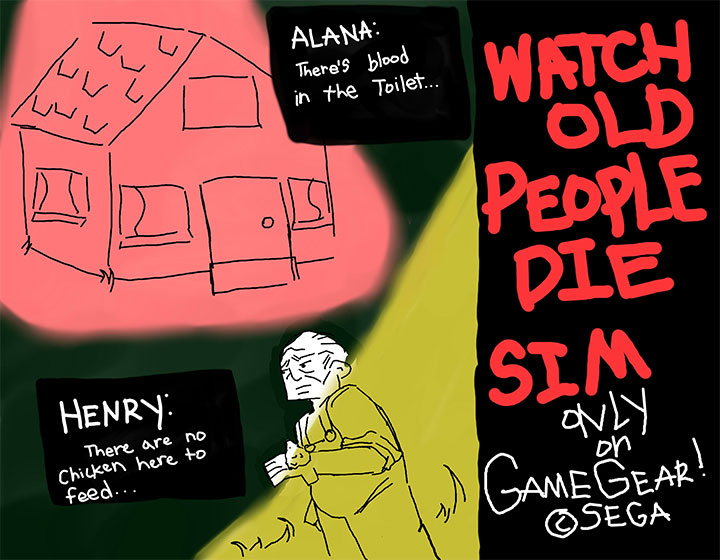 ALANA:
There's blood
in the Toilet...
HENRY:
There are no
Chicken here to
feed...
WATCH
OLD
PEOPLE
DIE
SIM
ONLY
on
GAMEGEAR!
©SEGA